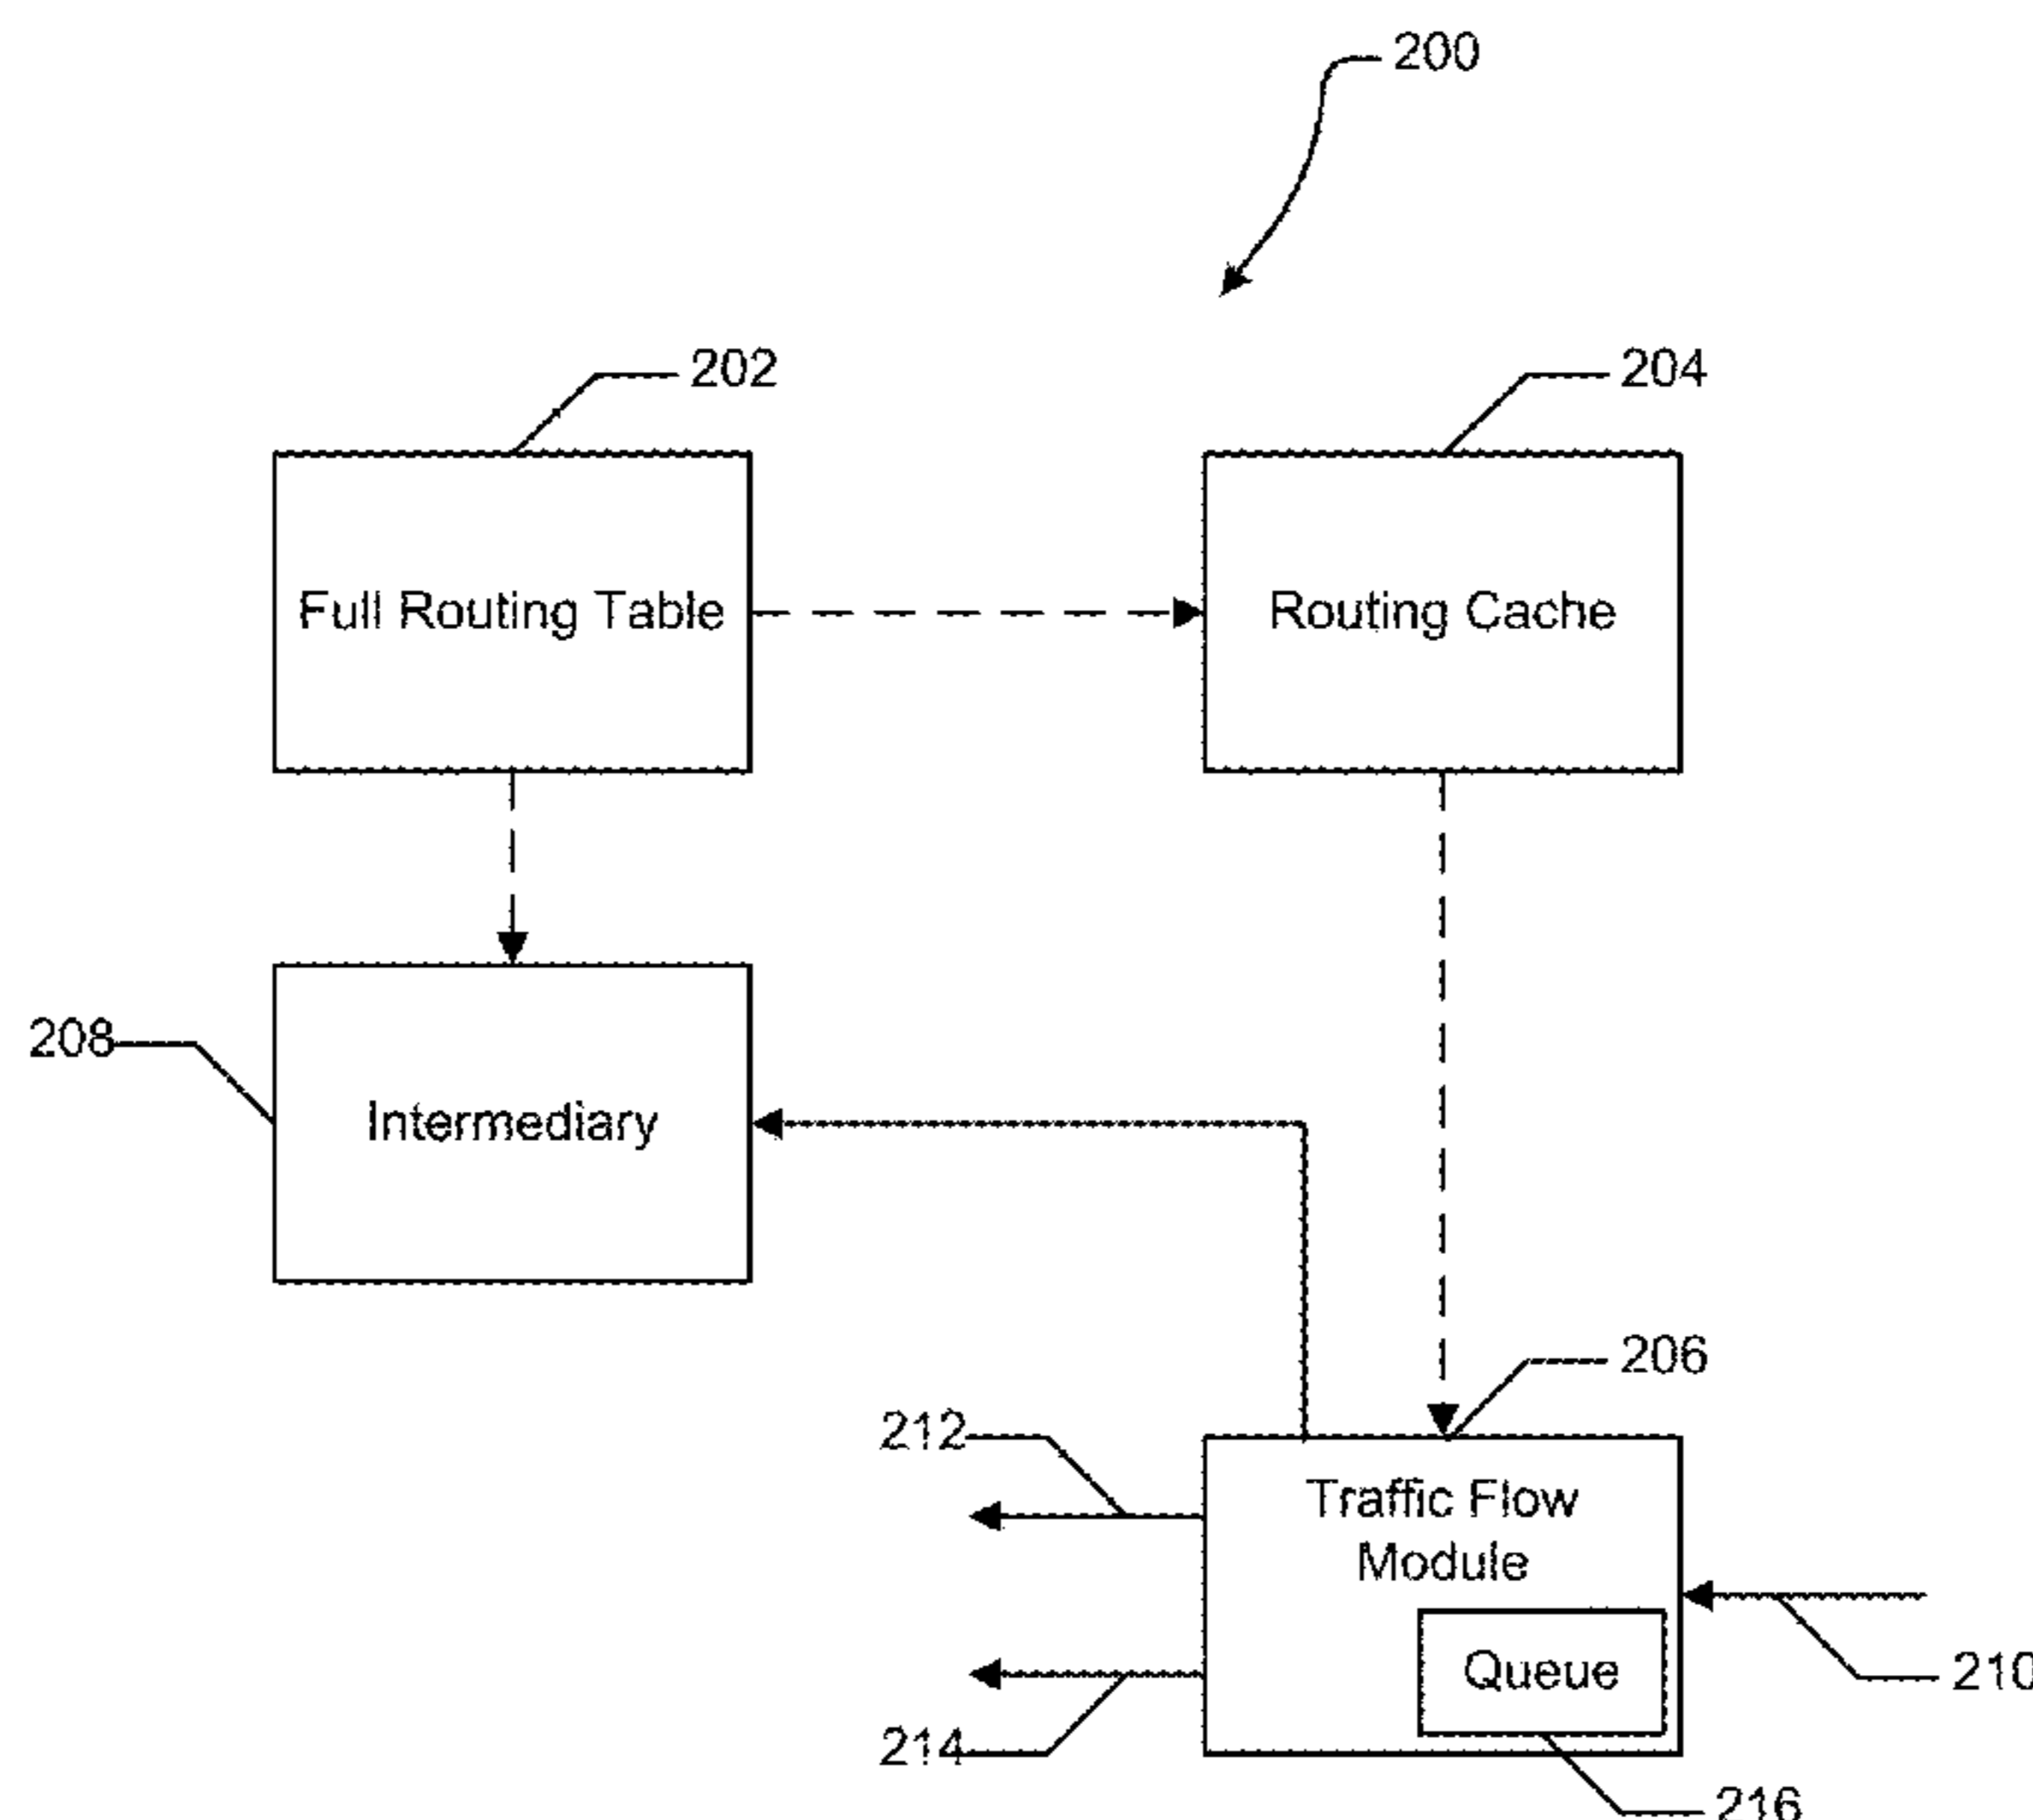 200
202
204
Full Routing Table
Routing Cache
208
Intermediary
206
212
Traffic Flow
Module
Queue
210
214
216